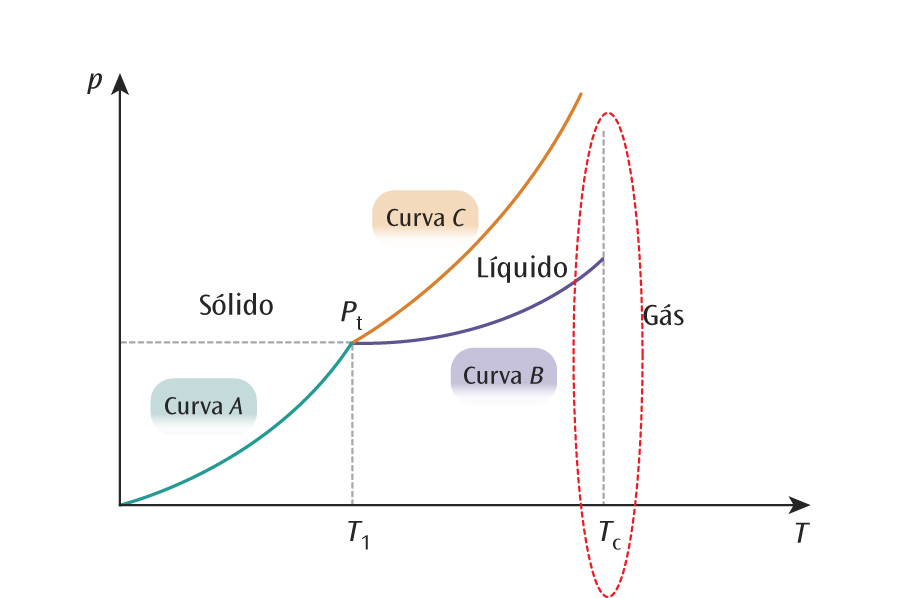 p
Curva C
Líquido
Sólido
Pt
Gás
Curva B
Curva A
T1
Tc
T